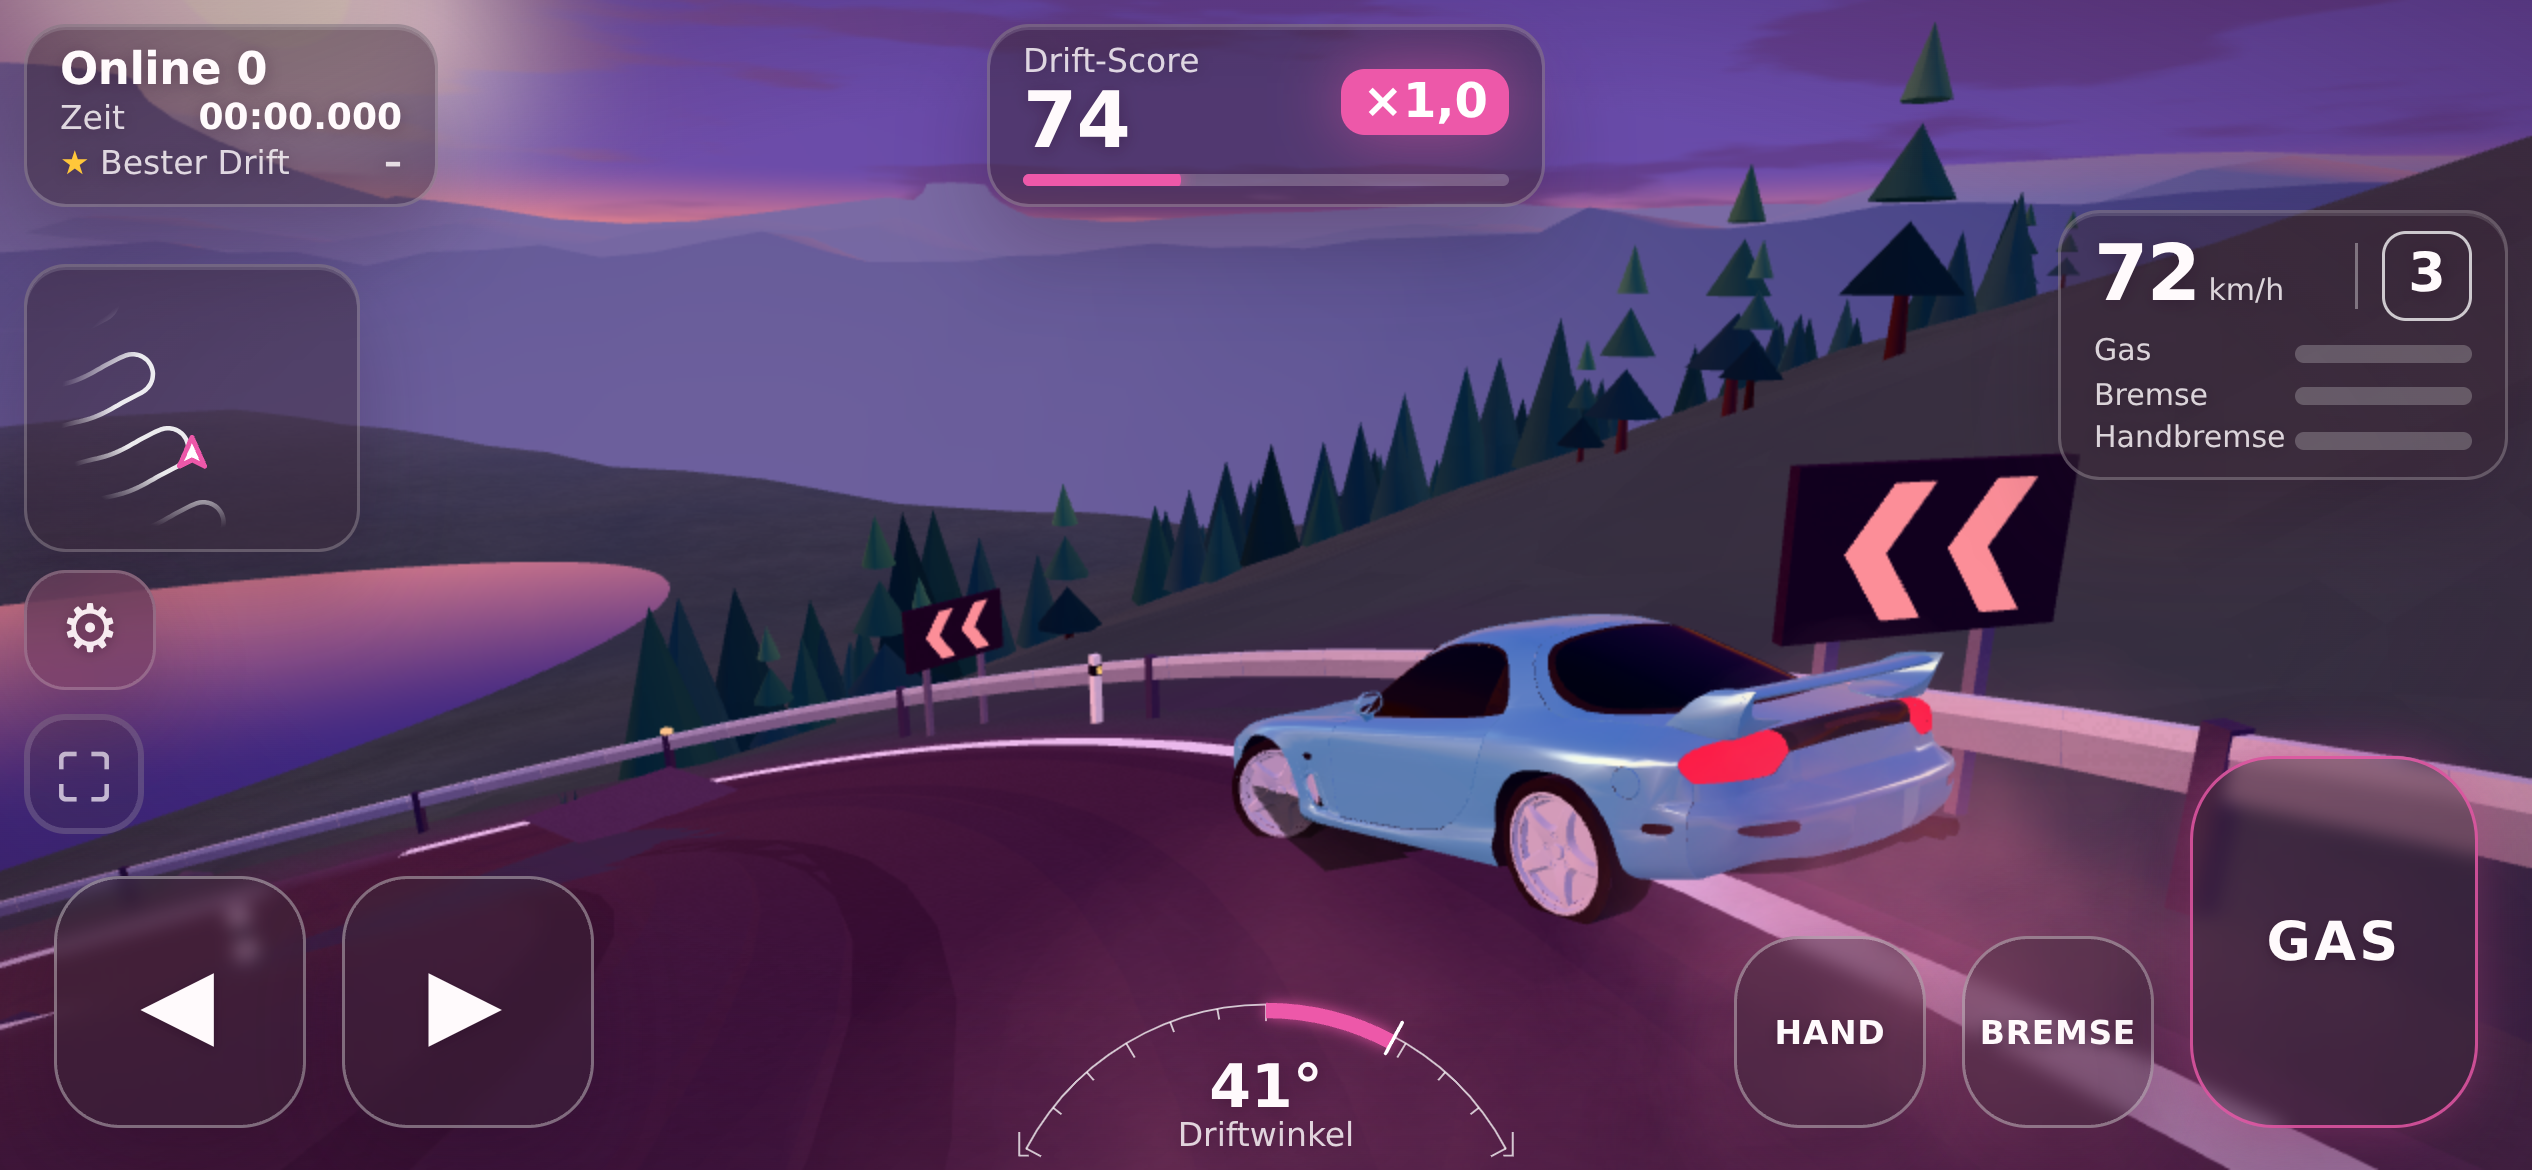 Online 0
Zeit 00:00.000
★ Bester Drift –
Drift-Score
74
×1,0
72 km/h 3
Gas
Bremse
Handbremse
GAS
HAND
BREMSE
41°
Driftwinkel